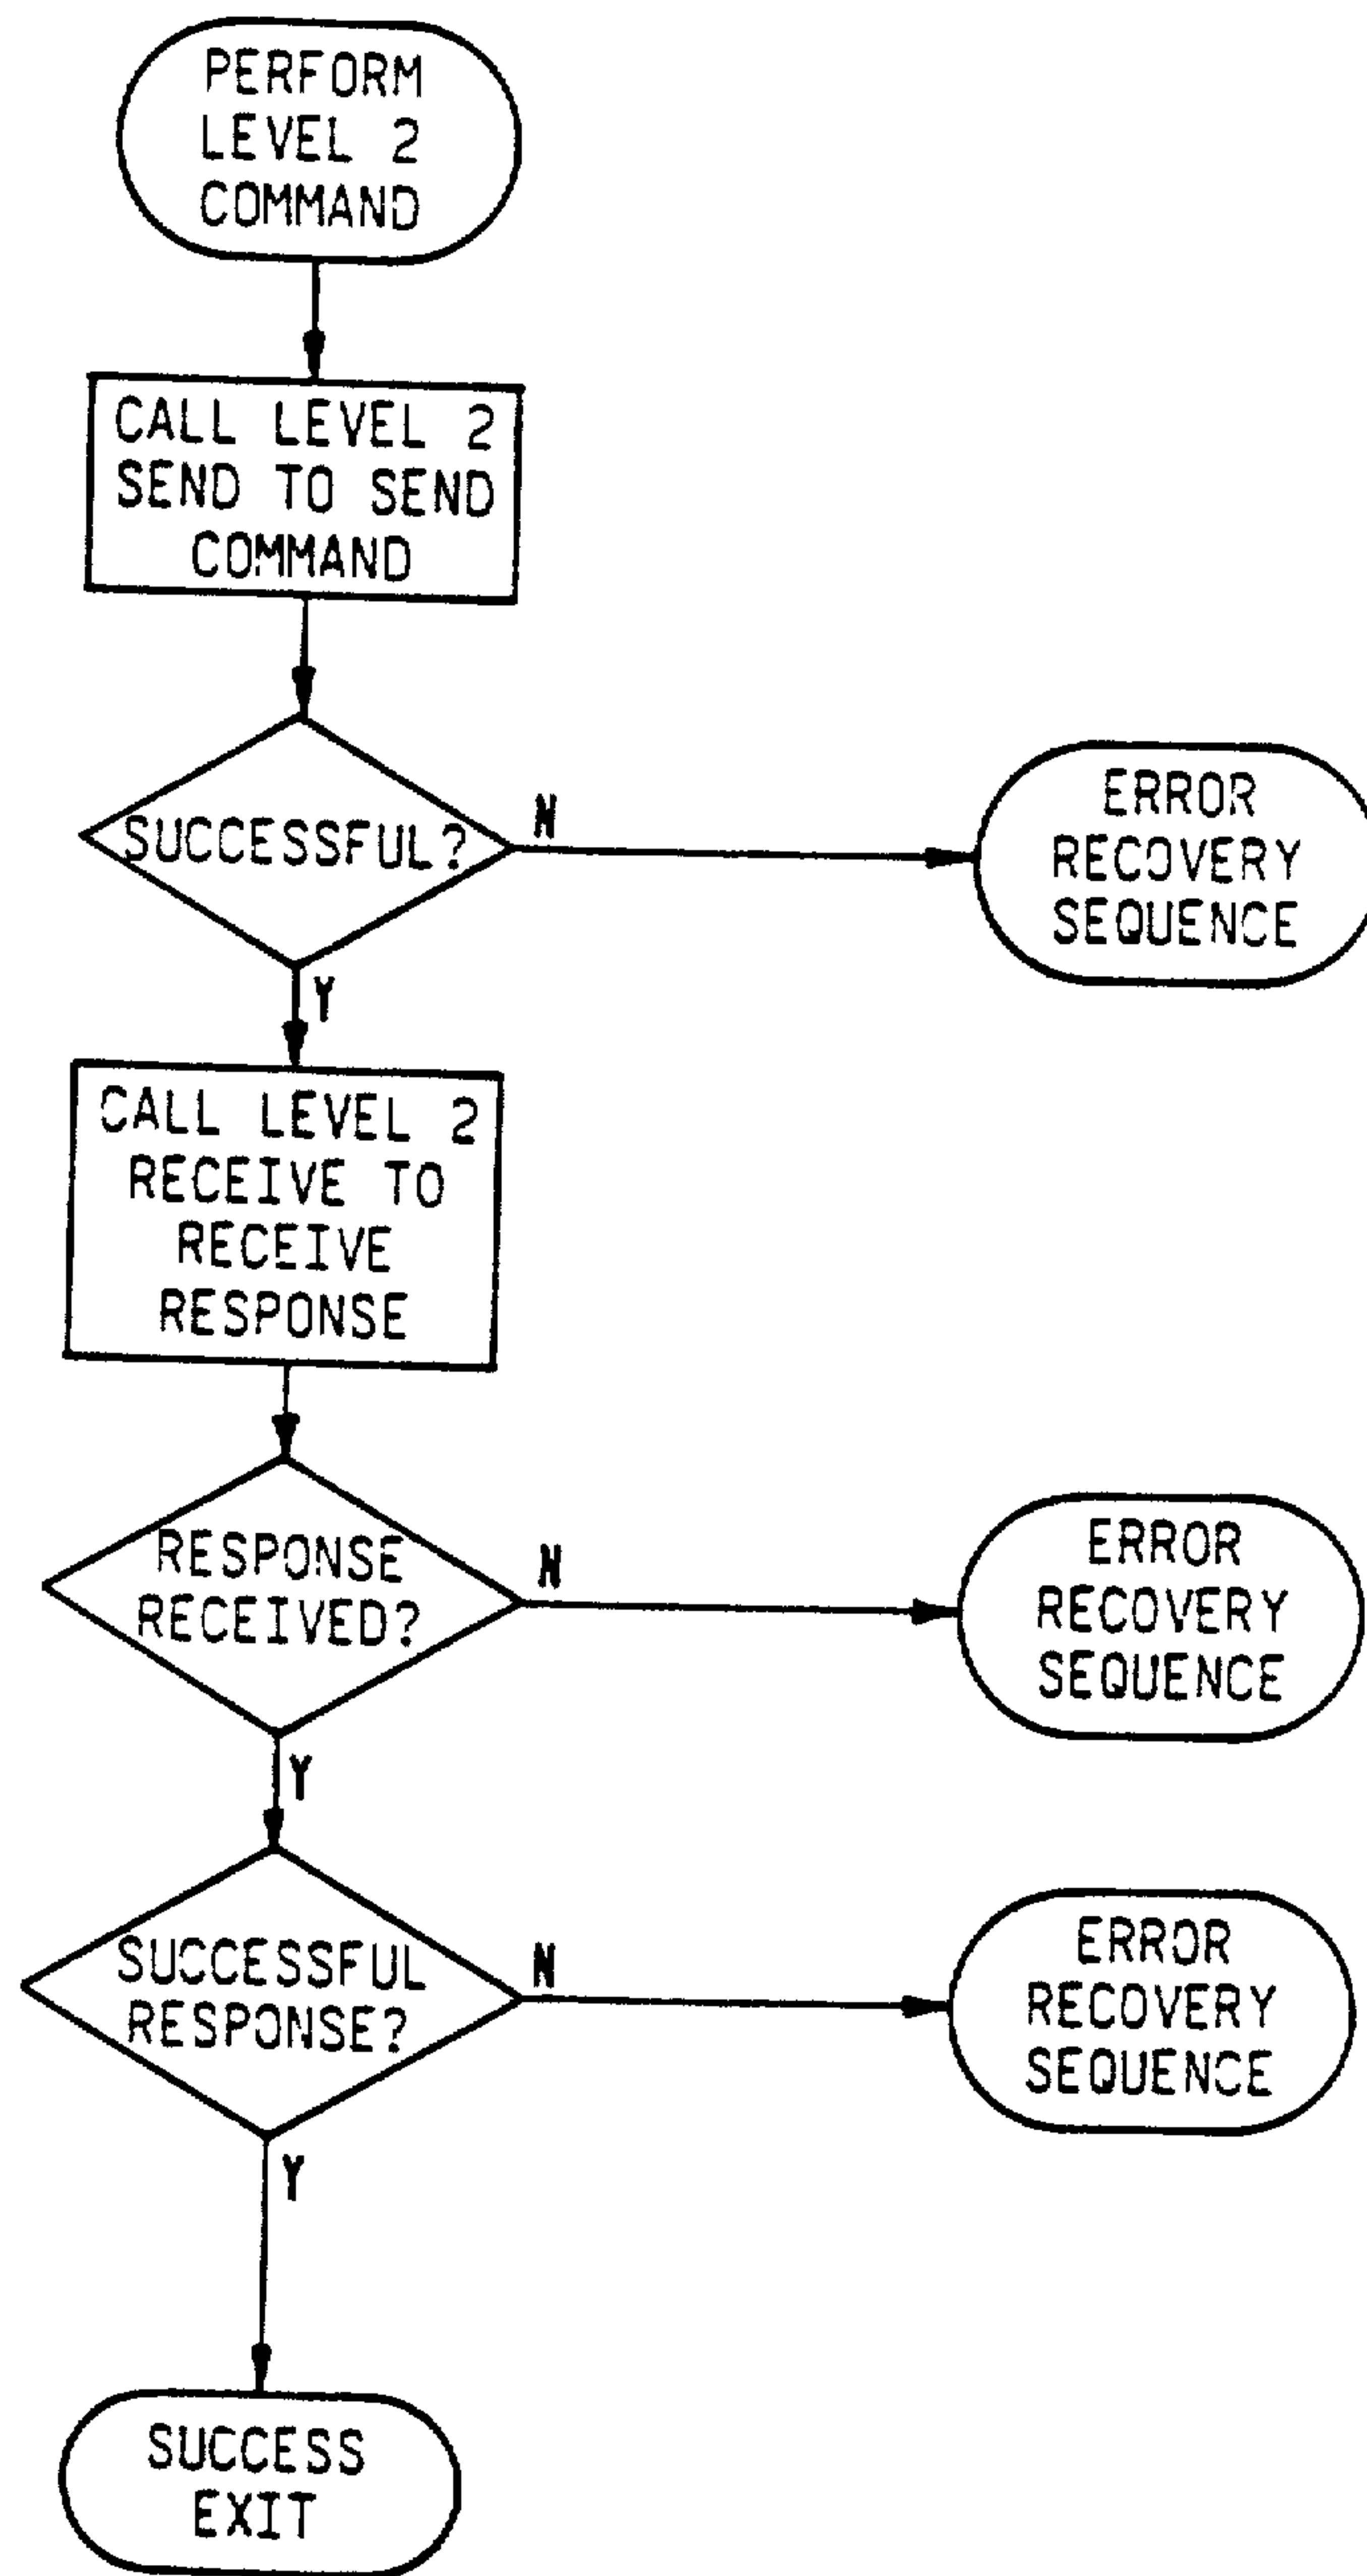 PERFORM
LEVEL 2
COMMAND
CALL LEVEL 2
SEND TO SEND
COMMAND
SUCCESSFUL?
N
ERROR
RECOVERY
SEQUENCE
Y
CALL LEVEL 2
RECEIVE TO
RECEIVE
RESPONSE
RESPONSE
RECEIVED?
N
ERROR
RECOVERY
SEQUENCE
Y
SUCCESSFUL
RESPONSE?
N
ERROR
RECOVERY
SEQUENCE
Y
SUCCESS
EXIT